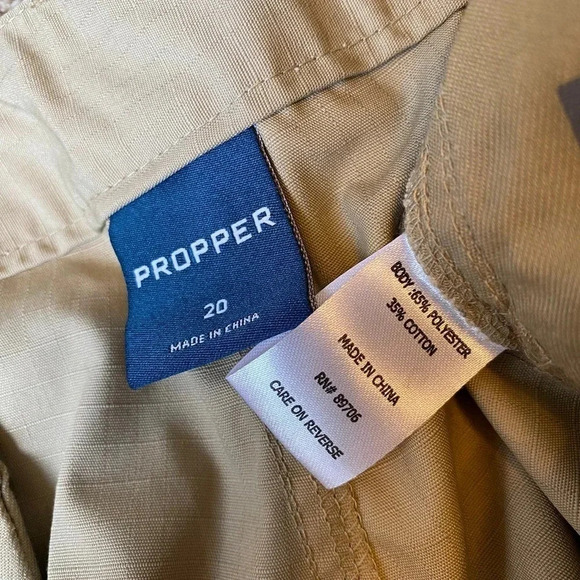 PROPPER
20
MADE IN CHINA
BODY :65% POLYESTER
35% COTTON
MADE IN CHINA
RN# 89706
CARE ON REVERSE